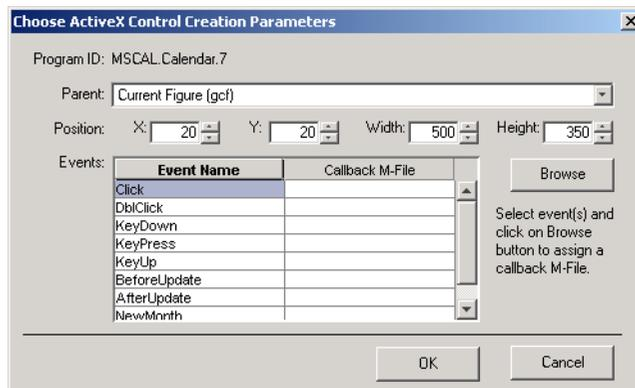 Choose ActiveX Control Creation Parameters
Program ID: MSCAL.Calendar.7
Parent: Current Figure (gcf)
Position: X: 20 Y: 20 Width: 500 Height: 350
Events:
Event Name Callback M-File
Click
DblClick
KeyDown
KeyPress
KeyUp
BeforeUpdate
AfterUpdate
NewMonth
Browse
Select event(s) and
click on Browse
button to assign a
callback M-File.
OK Cancel